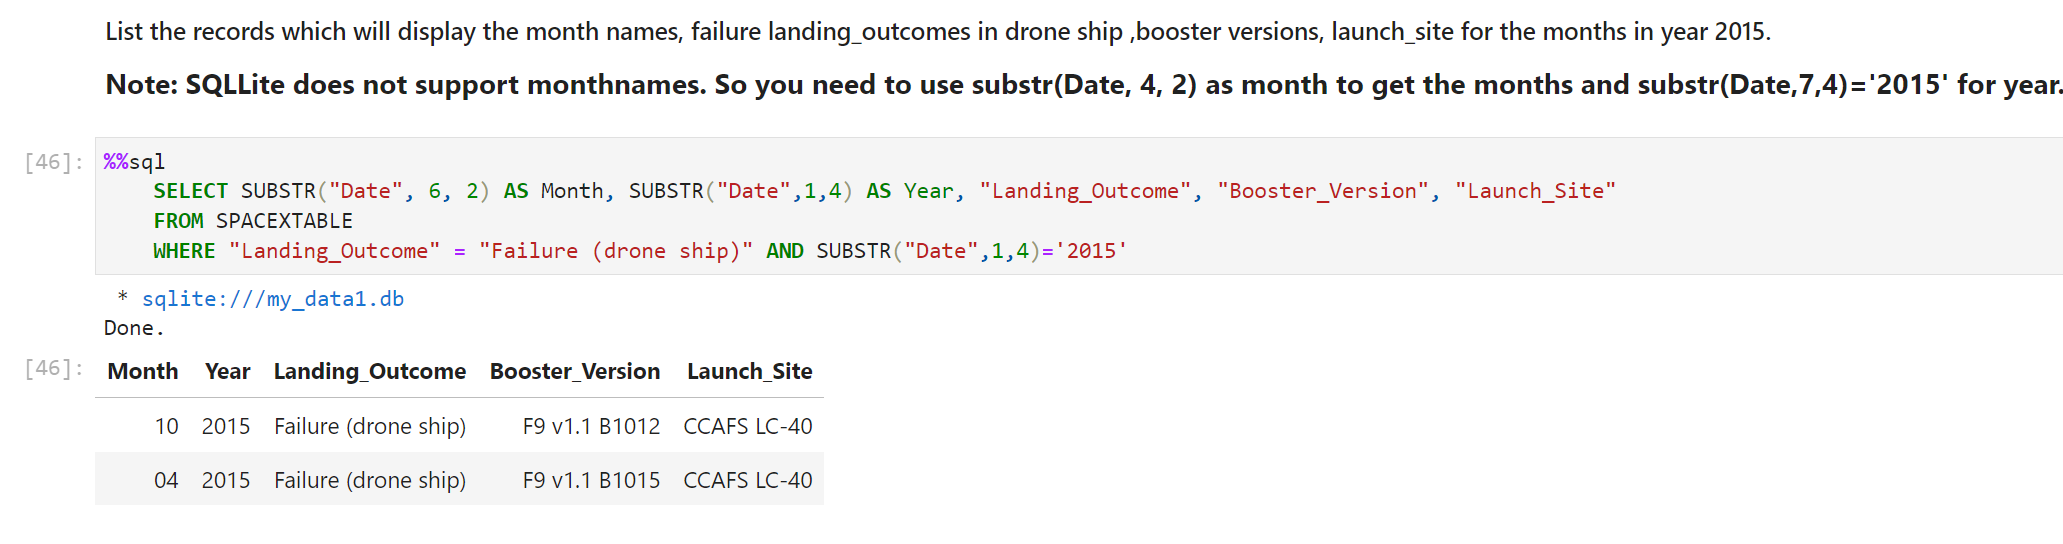 List the records which will display the month names, failure landing_outcomes in drone ship ,booster versions, launch_site for the months in year 2015.
Note: SQLLite does not support monthnames. So you need to use substr(Date, 4, 2) as month to get the months and substr(Date,7,4)='2015' for year.
[46]: %%sql
SELECT SUBSTR("Date", 6, 2) AS Month, SUBSTR("Date",1,4) AS Year, "Landing_Outcome", "Booster_Version", "Launch_Site"
FROM SPACEXTABLE
WHERE "Landing_Outcome" = "Failure (drone ship)" AND SUBSTR("Date",1,4)='2015'
* sqlite:///my_data1.db
Done.
[46]: Month Year Landing_Outcome Booster_Version Launch_Site
10 2015 Failure (drone ship) F9 v1.1 B1012 CCAFS LC-40
04 2015 Failure (drone ship) F9 v1.1 B1015 CCAFS LC-40